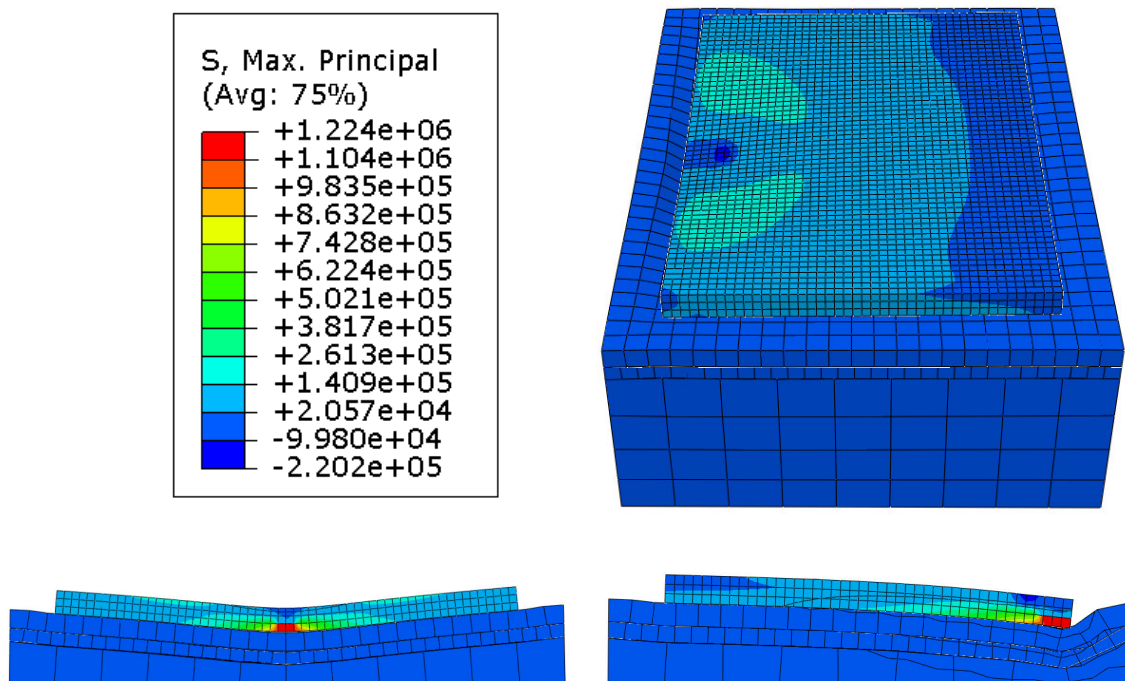 S, Max. Principal
(Avg: 75%)
+1.224e+06
+1.104e+06
+9.835e+05
+8.632e+05
+7.428e+05
+6.224e+05
+5.021e+05
+3.817e+05
+2.613e+05
+1.409e+05
+2.057e+04
-9.980e+04
-2.202e+05